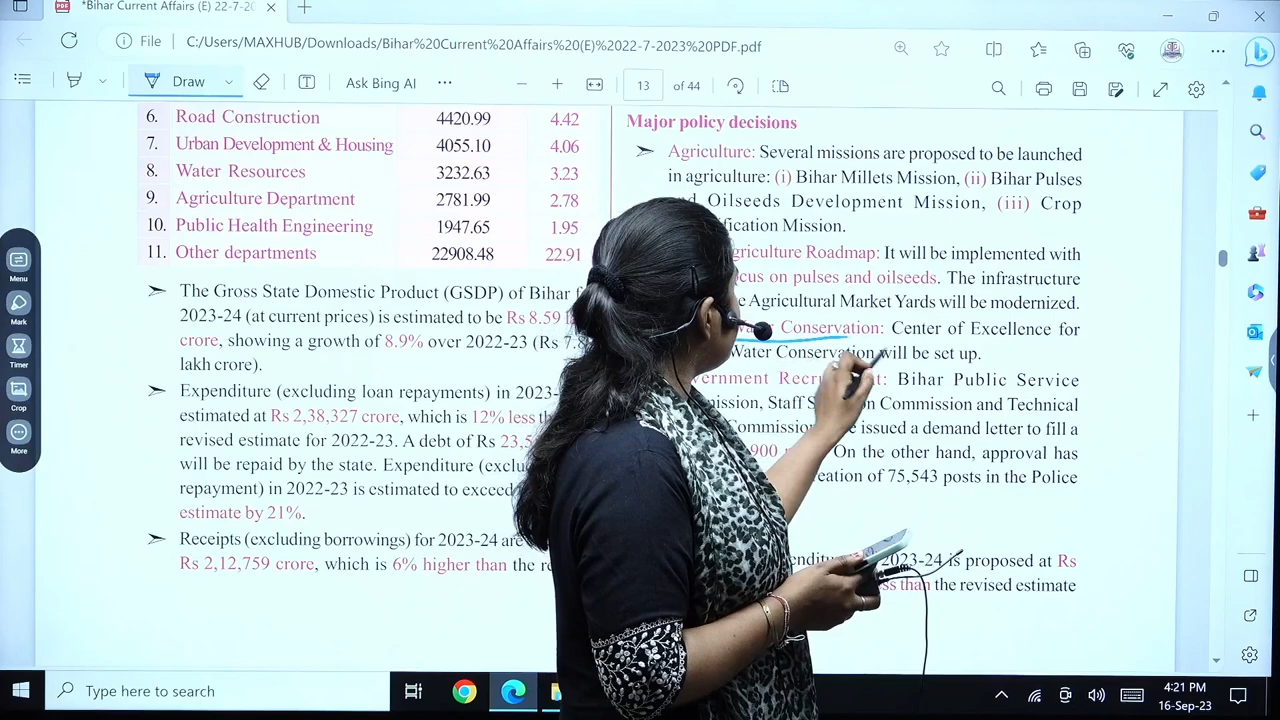 *Bihar Current Affairs (E) 22-7-20
File
C:/Users/MAXHUB/Downloads/Bihar%20Current%20Affairs%20(E)%2022-7-2023%20PDF.pdf
Draw
Ask Bing AI
13 of 44
Menu
Mark
Timer
Crop
More
6. Road Construction 4420.99 4.42
7. Urban Development & Housing 4055.10 4.06
8. Water Resources 3232.63 3.23
9. Agriculture Department 2781.99 2.78
10. Public Health Engineering 1947.65 1.95
11. Other departments 22908.48 22.91
➢ The Gross State Domestic Product (GSDP) of Bihar
2023-24 (at current prices) is estimated to be Rs 8.59
crore, showing a growth of 8.9% over 2022-23 (Rs 7.8
lakh crore).
➢ Expenditure (excluding loan repayments) in 2023-
estimated at Rs 2,38,327 crore, which is 12% less
revised estimate for 2022-23. A debt of Rs 23,5
will be repaid by the state. Expenditure
repayment) in 2022-23 is estimated to exceed
estimate by 21%.
➢ Receipts (excluding borrowings) for 2023-24 are
Rs 2,12,759 crore, which is 6% higher than the
Major policy decisions
➢ Agriculture: Several missions are proposed to be launched
in agriculture: (i) Bihar Millets Mission, (ii) Bihar Pulses
Oilseeds Development Mission, (iii) Crop
Mission.
Roadmap: It will be implemented with
on pulses and oilseeds. The infrastructure
Agricultural Market Yards will be modernized.
Conservation: Center of Excellence for
Water Conservation will be set up.
Bihar Public Service
Staff Commission and Technical
issued a demand letter to fill a
On the other hand, approval has
of 75,543 posts in the Police
2023-24 is proposed at Rs
than the revised estimate
Type here to search
4:21 PM
16-Sep-23